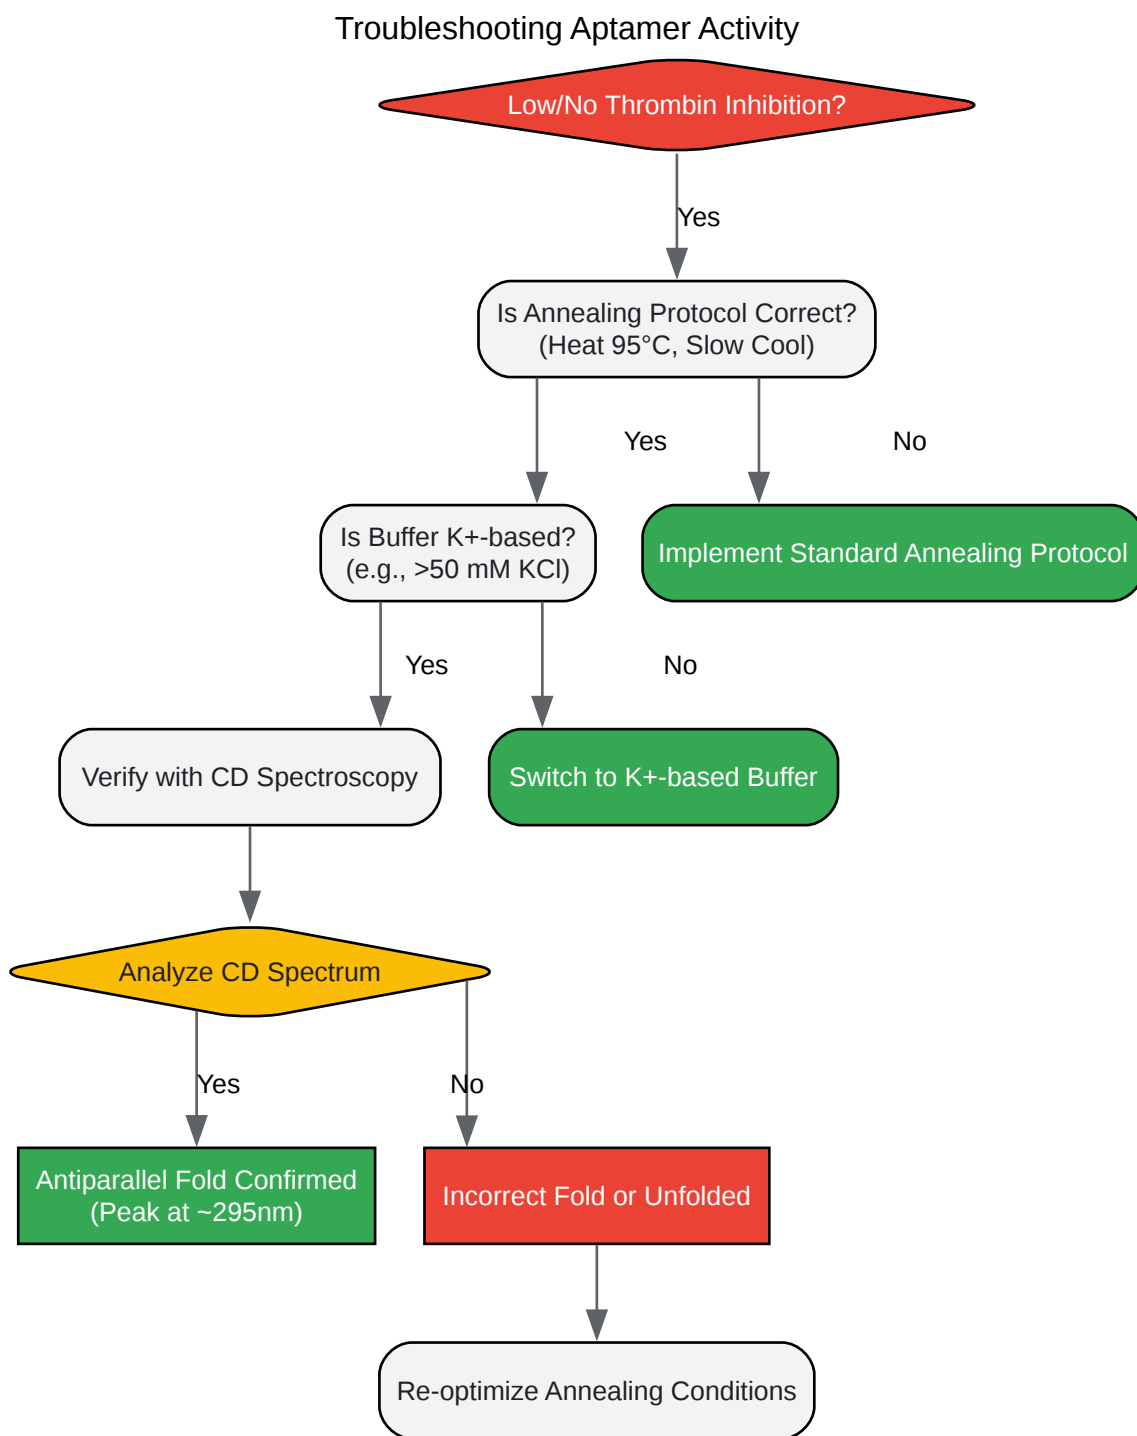 Troubleshooting Aptamer Activity
Low/No Thrombin Inhibition?
Yes
Is Annealing Protocol Correct?
(Heat 95°C, Slow Cool)
Yes
No
Is Buffer K+-based?
(e.g., >50 mM KCl)
Implement Standard Annealing Protocol
Yes
No
Verify with CD Spectroscopy
Switch to K+-based Buffer
Analyze CD Spectrum
Yes
No
Antiparallel Fold Confirmed
(Peak at ~295nm)
Incorrect Fold or Unfolded
Re-optimize Annealing Conditions